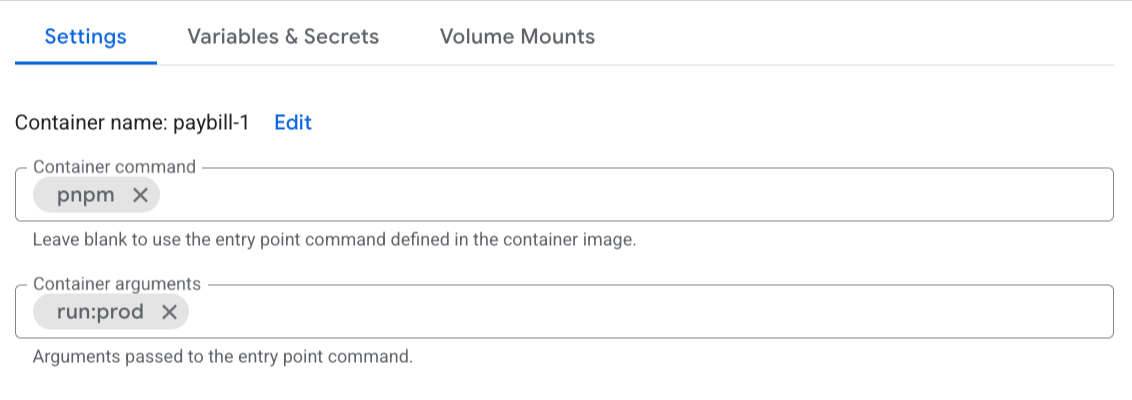 Settings Variables & Secrets Volume Mounts
Container name: paybill-1 Edit
Container command
pnpm
Leave blank to use the entry point command defined in the container image.
Container arguments
run:prod
Arguments passed to the entry point command.